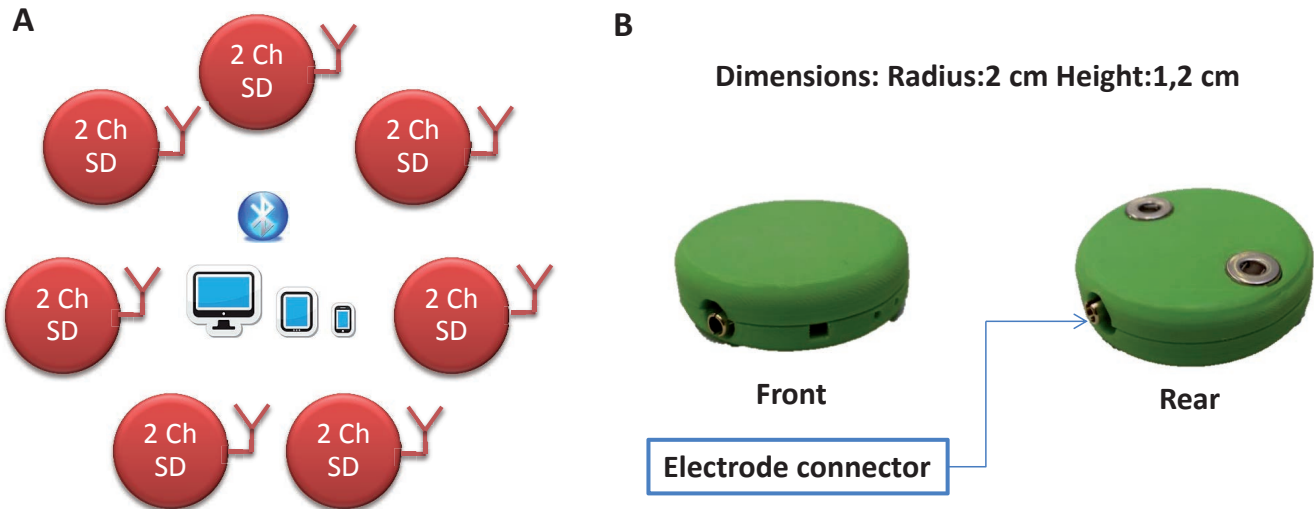 A
2 Ch
SD
2 Ch
SD
2 Ch
SD
2 Ch
SD
2 Ch
SD
2 Ch
SD
2 Ch
SD
B
Dimensions: Radius:2 cm Height:1,2 cm
Front
Rear
Electrode connector